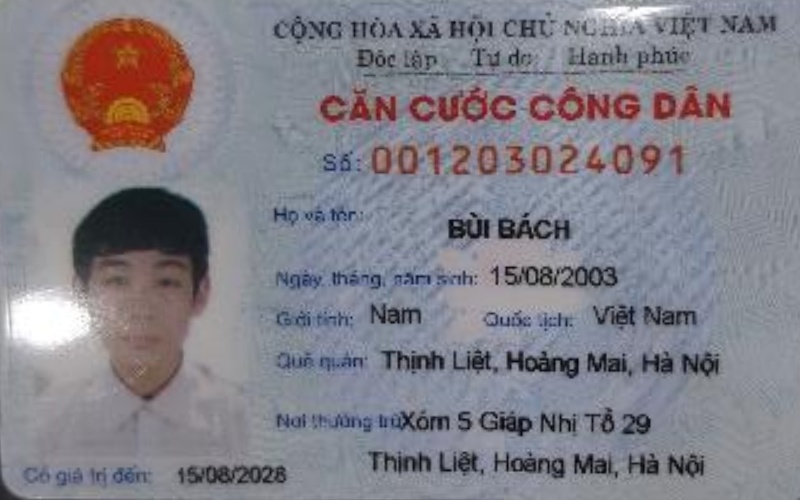 CỘNG HÒA XÃ HỘI CHỦ NGHĨA VIỆT NAM
Độc lập Tự do Hạnh phúc
CĂN CƯỚC CÔNG DÂN
Số: 001203024091
Họ và tên:
BÙI BÁCH
Ngày, tháng, năm sinh: 15/08/2003
Giới tính: Nam Quốc tịch: Việt Nam
Quê quán: Thịnh Liệt, Hoàng Mai, Hà Nội
Nơi thường trú: Xóm 5 Giáp Nhị Tổ 29
Thịnh Liệt, Hoàng Mai, Hà Nội
Có giá trị đến: 15/08/2028